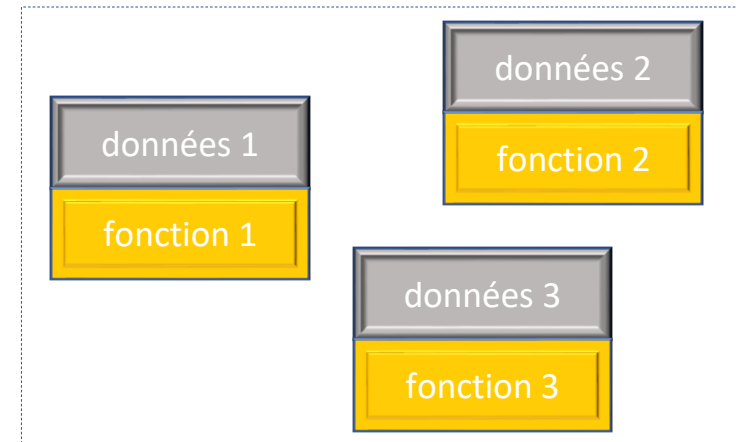 données 1
fonction 1
données 2
fonction 2
données 3
fonction 3